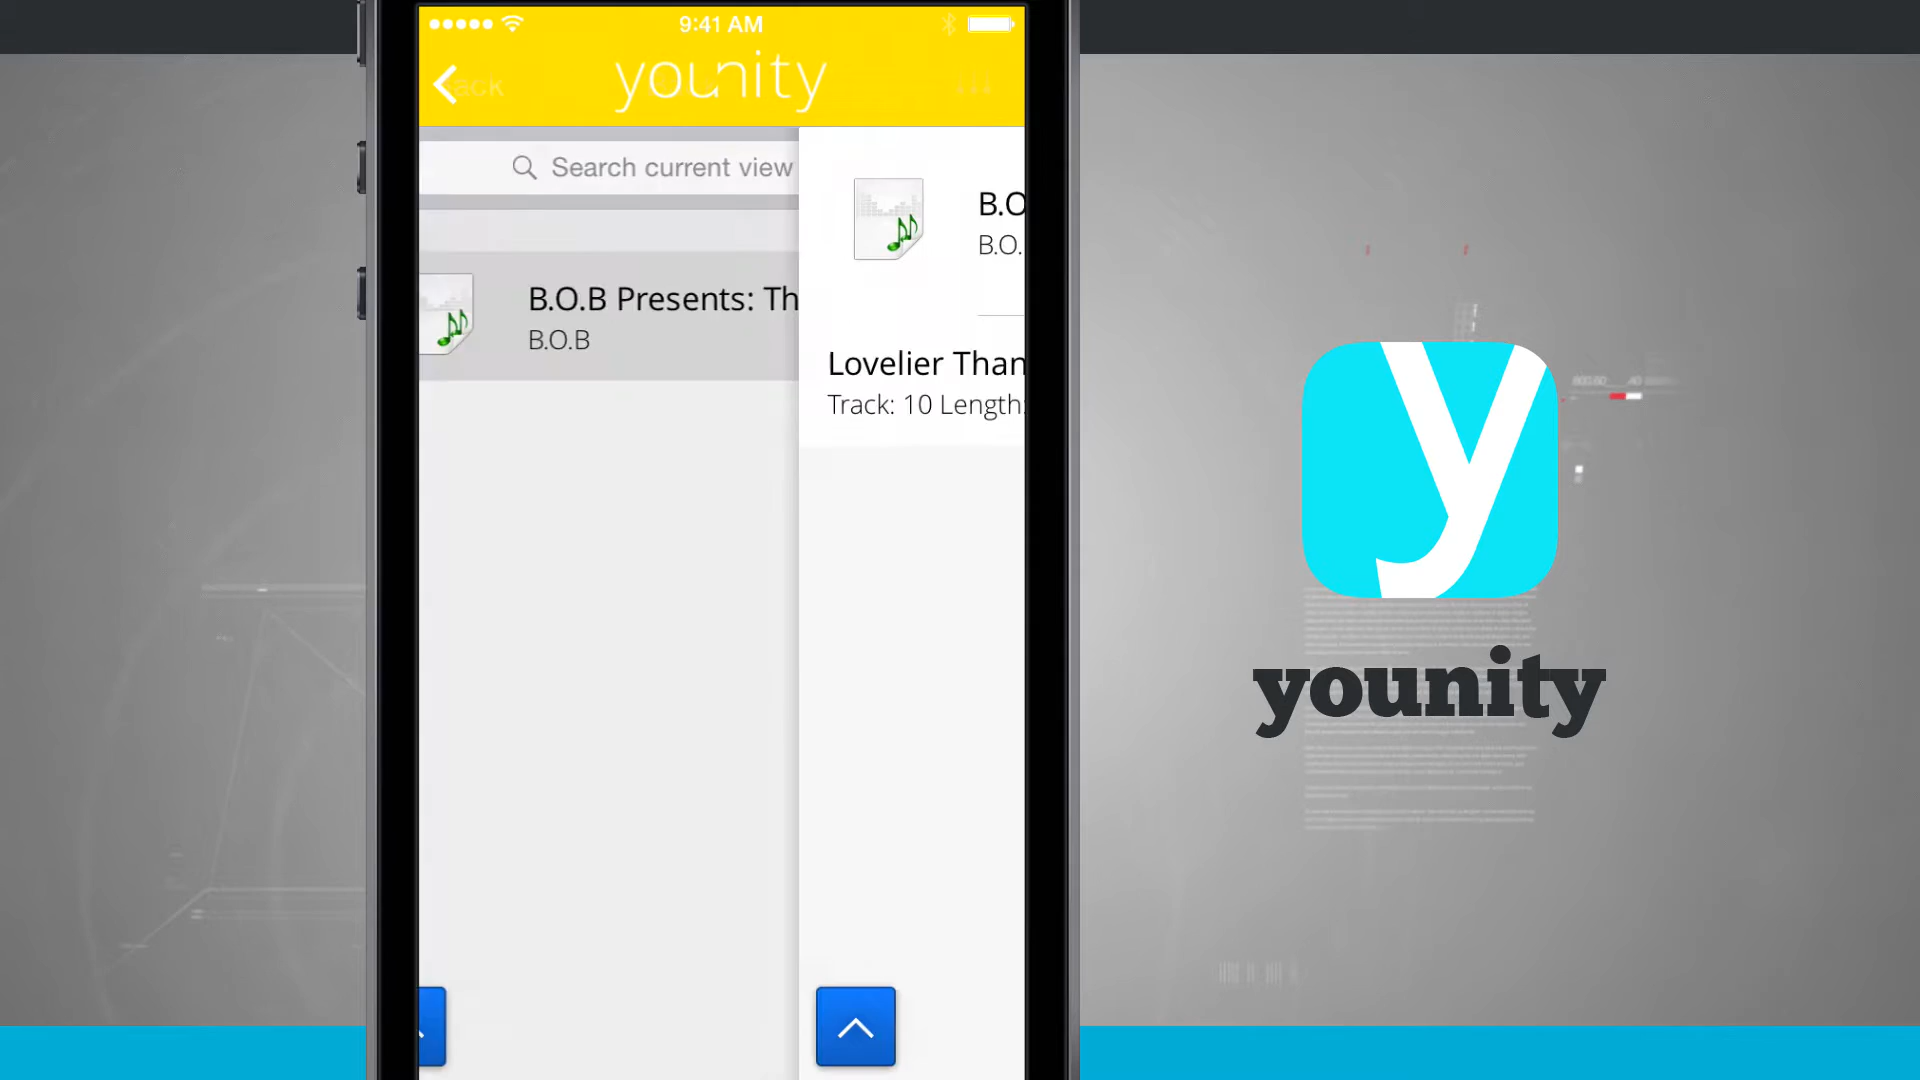 9:41 AM
younity
Search current view
B.O.B Presents: Th
B.O.B
B.O
B.O.
Lovelier Than
Track: 10 Length:
y
younity